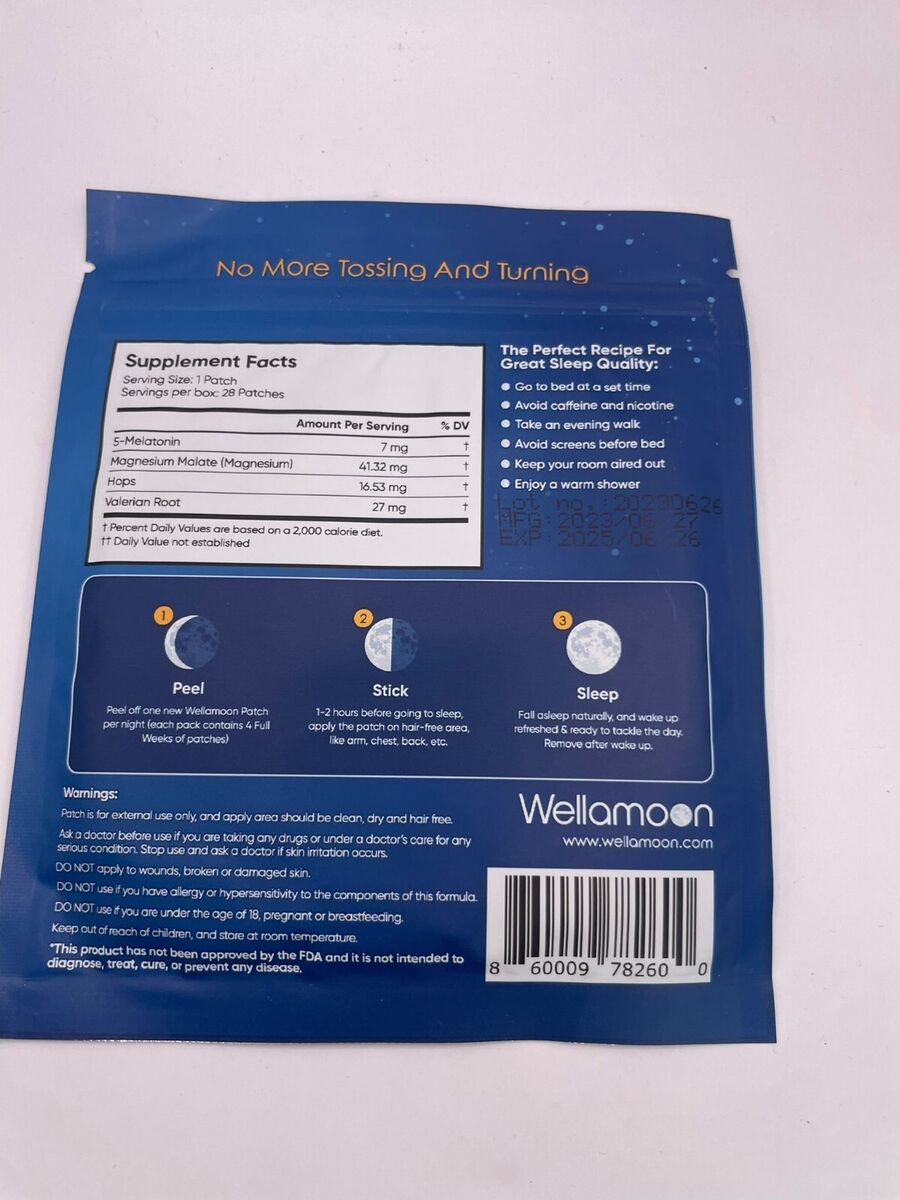 No More Tossing And Turning
Supplement Facts
Serving Size: 1 Patch
Servings per box: 28 Patches
Amount Per Serving % DV
5-Melatonin 7 mg †
Magnesium Malate (Magnesium) 41.32 mg †
Hops 16.53 mg †
Valerian Root 27 mg †
† Percent Daily Values are based on a 2,000 calorie diet.
†† Daily Value not established
The Perfect Recipe For
Great Sleep Quality:
Go to bed at a set time
Avoid caffeine and nicotine
Take an evening walk
Avoid screens before bed
Keep your room aired out
Enjoy a warm shower
Lot no.:20230626
MFG:2023/06/27
EXP:2025/06/26
1
Peel
Peel off one new Wellamoon Patch
per night (each pack contains 4 Full
Weeks of patches)
2
Stick
1-2 hours before going to sleep,
apply the patch on hair-free area,
like arm, chest, back, etc.
3
Sleep
Fall asleep naturally, and wake up
refreshed & ready to tackle the day.
Remove after wake up.
Warnings:
Patch is for external use only, and apply area should be clean, dry and hair free.
Ask a doctor before use if you are taking any drugs or under a doctor's care for any
serious condition. Stop use and ask a doctor if skin irritation occurs.
DO NOT apply to wounds, broken or damaged skin.
DO NOT use if you have allergy or hypersensitivity to the components of this formula.
DO NOT use if you are under the age of 18, pregnant or breastfeeding.
Keep out of reach of children, and store at room temperature.
*This product has not been approved by the FDA and it is not intended to
diagnose, treat, cure, or prevent any disease.
Wellamoon
www.wellamoon.com
8 60009 78260 0